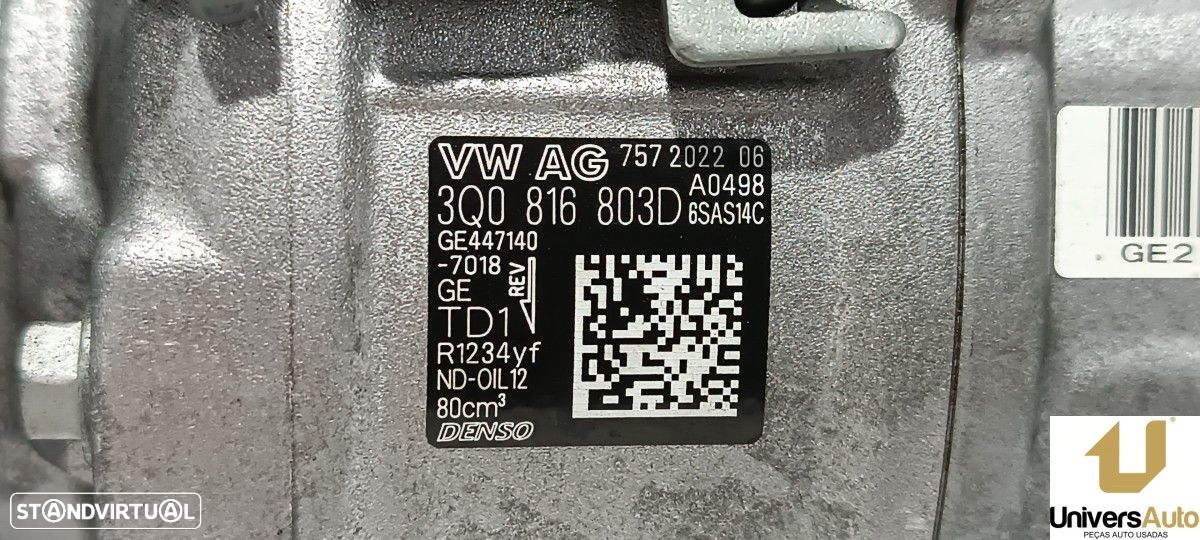 VW AG 757 2022 06
3Q0 816 803D A0498
6SAS14C
GE447140
-7018
GE
REV
TD1
R1234yf
ND-OIL12
80cm³
DENSO
GE2
STANDVIRTUAL
UniversAuto
PEÇAS AUTO USADAS